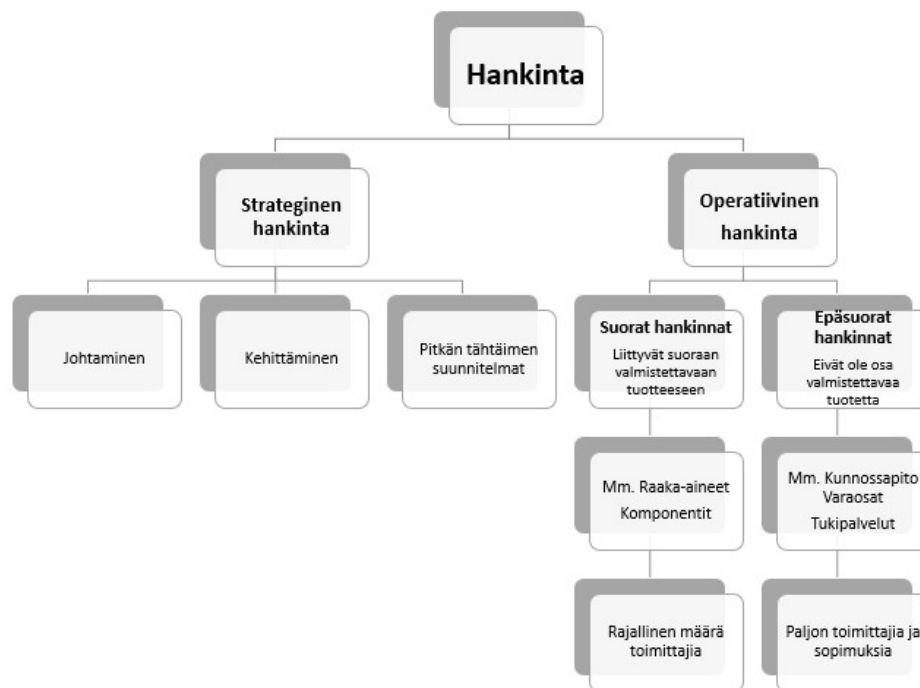 Hankinta
Strateginen
hankinta
Operatiivinen
hankinta
Johtaminen
Kehittäminen
Pitkän tähtäimen
suunnitelmat
Suorat hankinnat
Liittyvät suoraan
valmistettavaan
tuotteeseen
Epäsuorat
hankinnat
Eivät ole osa
valmistettavaa
tuotetta
Mm. Raaka-aineet
Komponentit
Mm. Kunnossapito
Varaosat
Tukipalvelut
Rajallinen määrä
toimittajia
Paljon toimittajia ja
sopimuksia